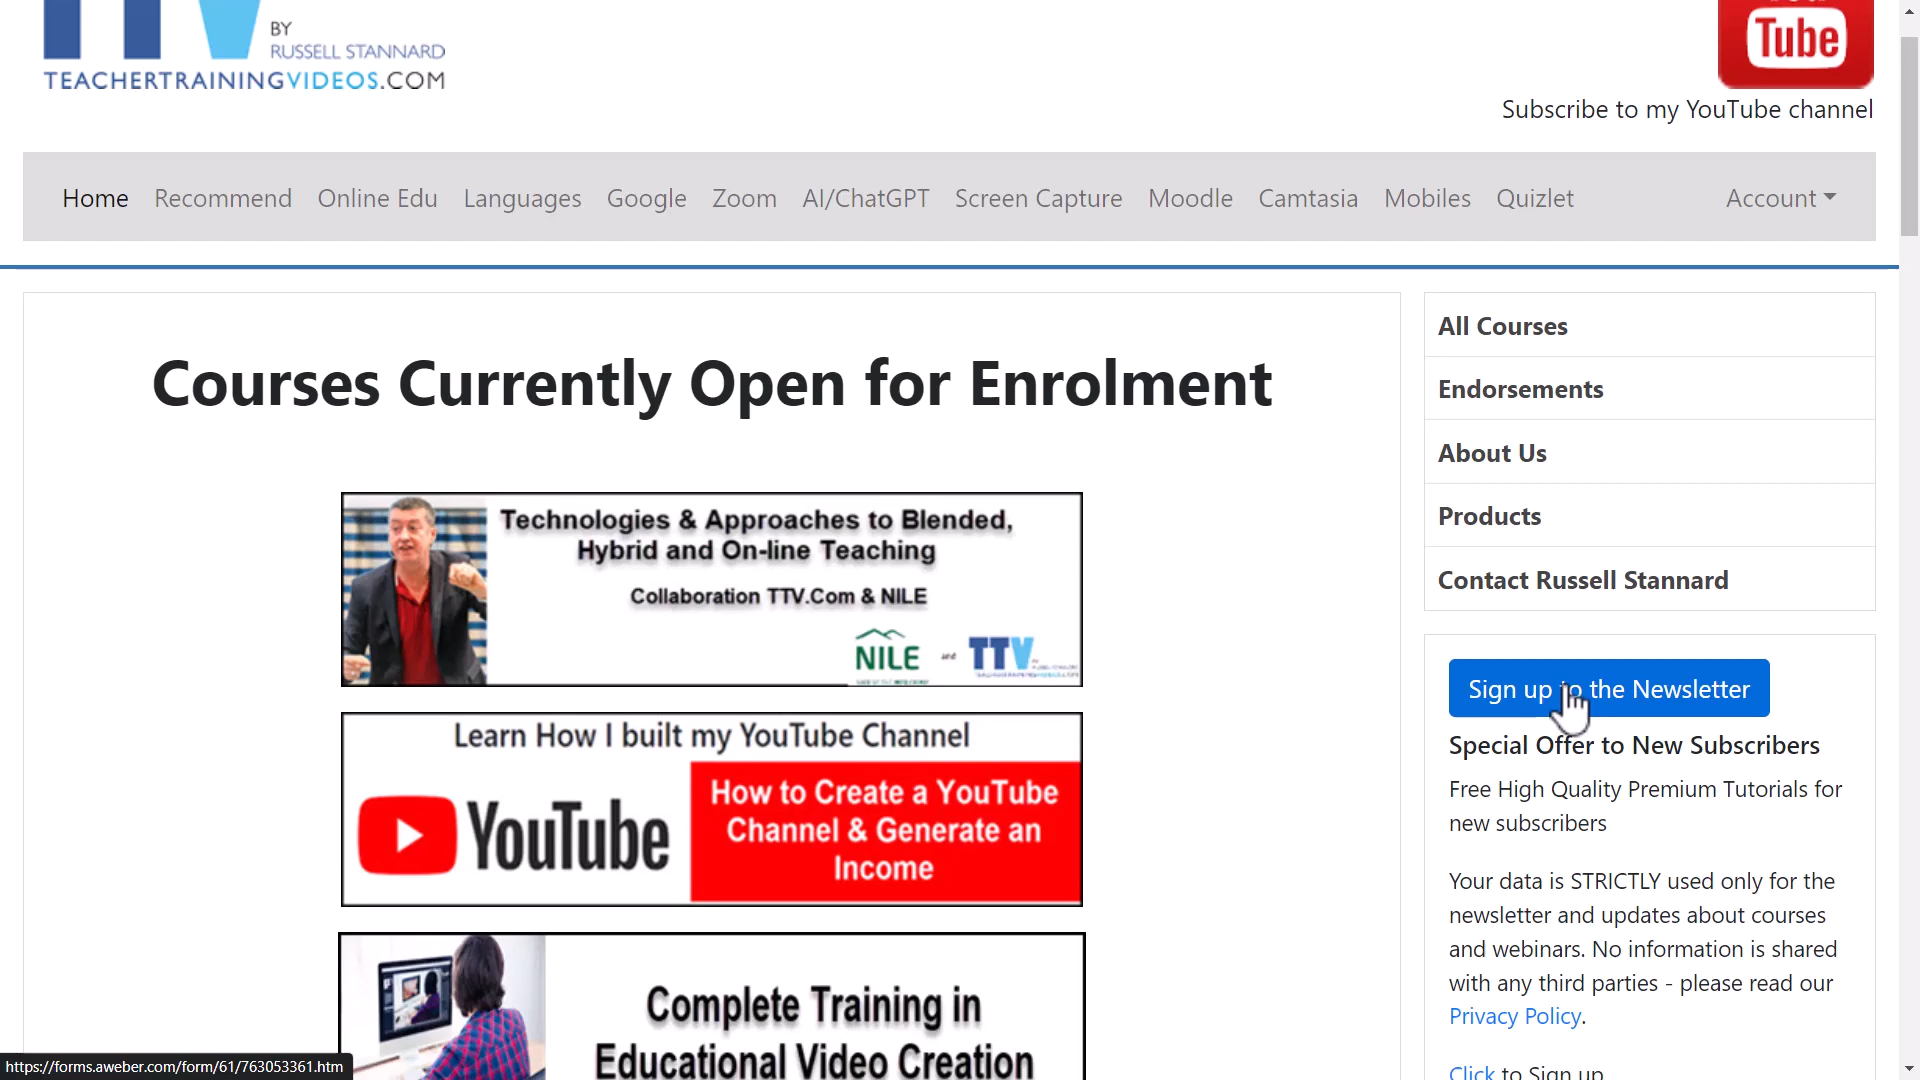 TTV
BY
RUSSELL STANNARD
TEACHERTRAININGVIDEOS.COM
You
Tube
Subscribe to my YouTube channel
Home Recommend Online Edu Languages Google Zoom AI/ChatGPT Screen Capture Moodle Camtasia Mobiles Quizlet Account
Courses Currently Open for Enrolment
Technologies & Approaches to Blended,
Hybrid and On-line Teaching
Collaboration TTV.Com & NILE
NILE and TTV
Learn How I built my YouTube Channel
YouTube
How to Create a YouTube
Channel & Generate an
Income
Complete Training in
Educational Video Creation
All Courses
Endorsements
About Us
Products
Contact Russell Stannard
Sign up to the Newsletter
Special Offer to New Subscribers
Free High Quality Premium Tutorials for
new subscribers
Your data is STRICTLY used only for the
newsletter and updates about courses
and webinars. No information is shared
with any third parties - please read our
Privacy Policy.
Click to Sign up
https://forms.aweber.com/form/61/763053361.htm